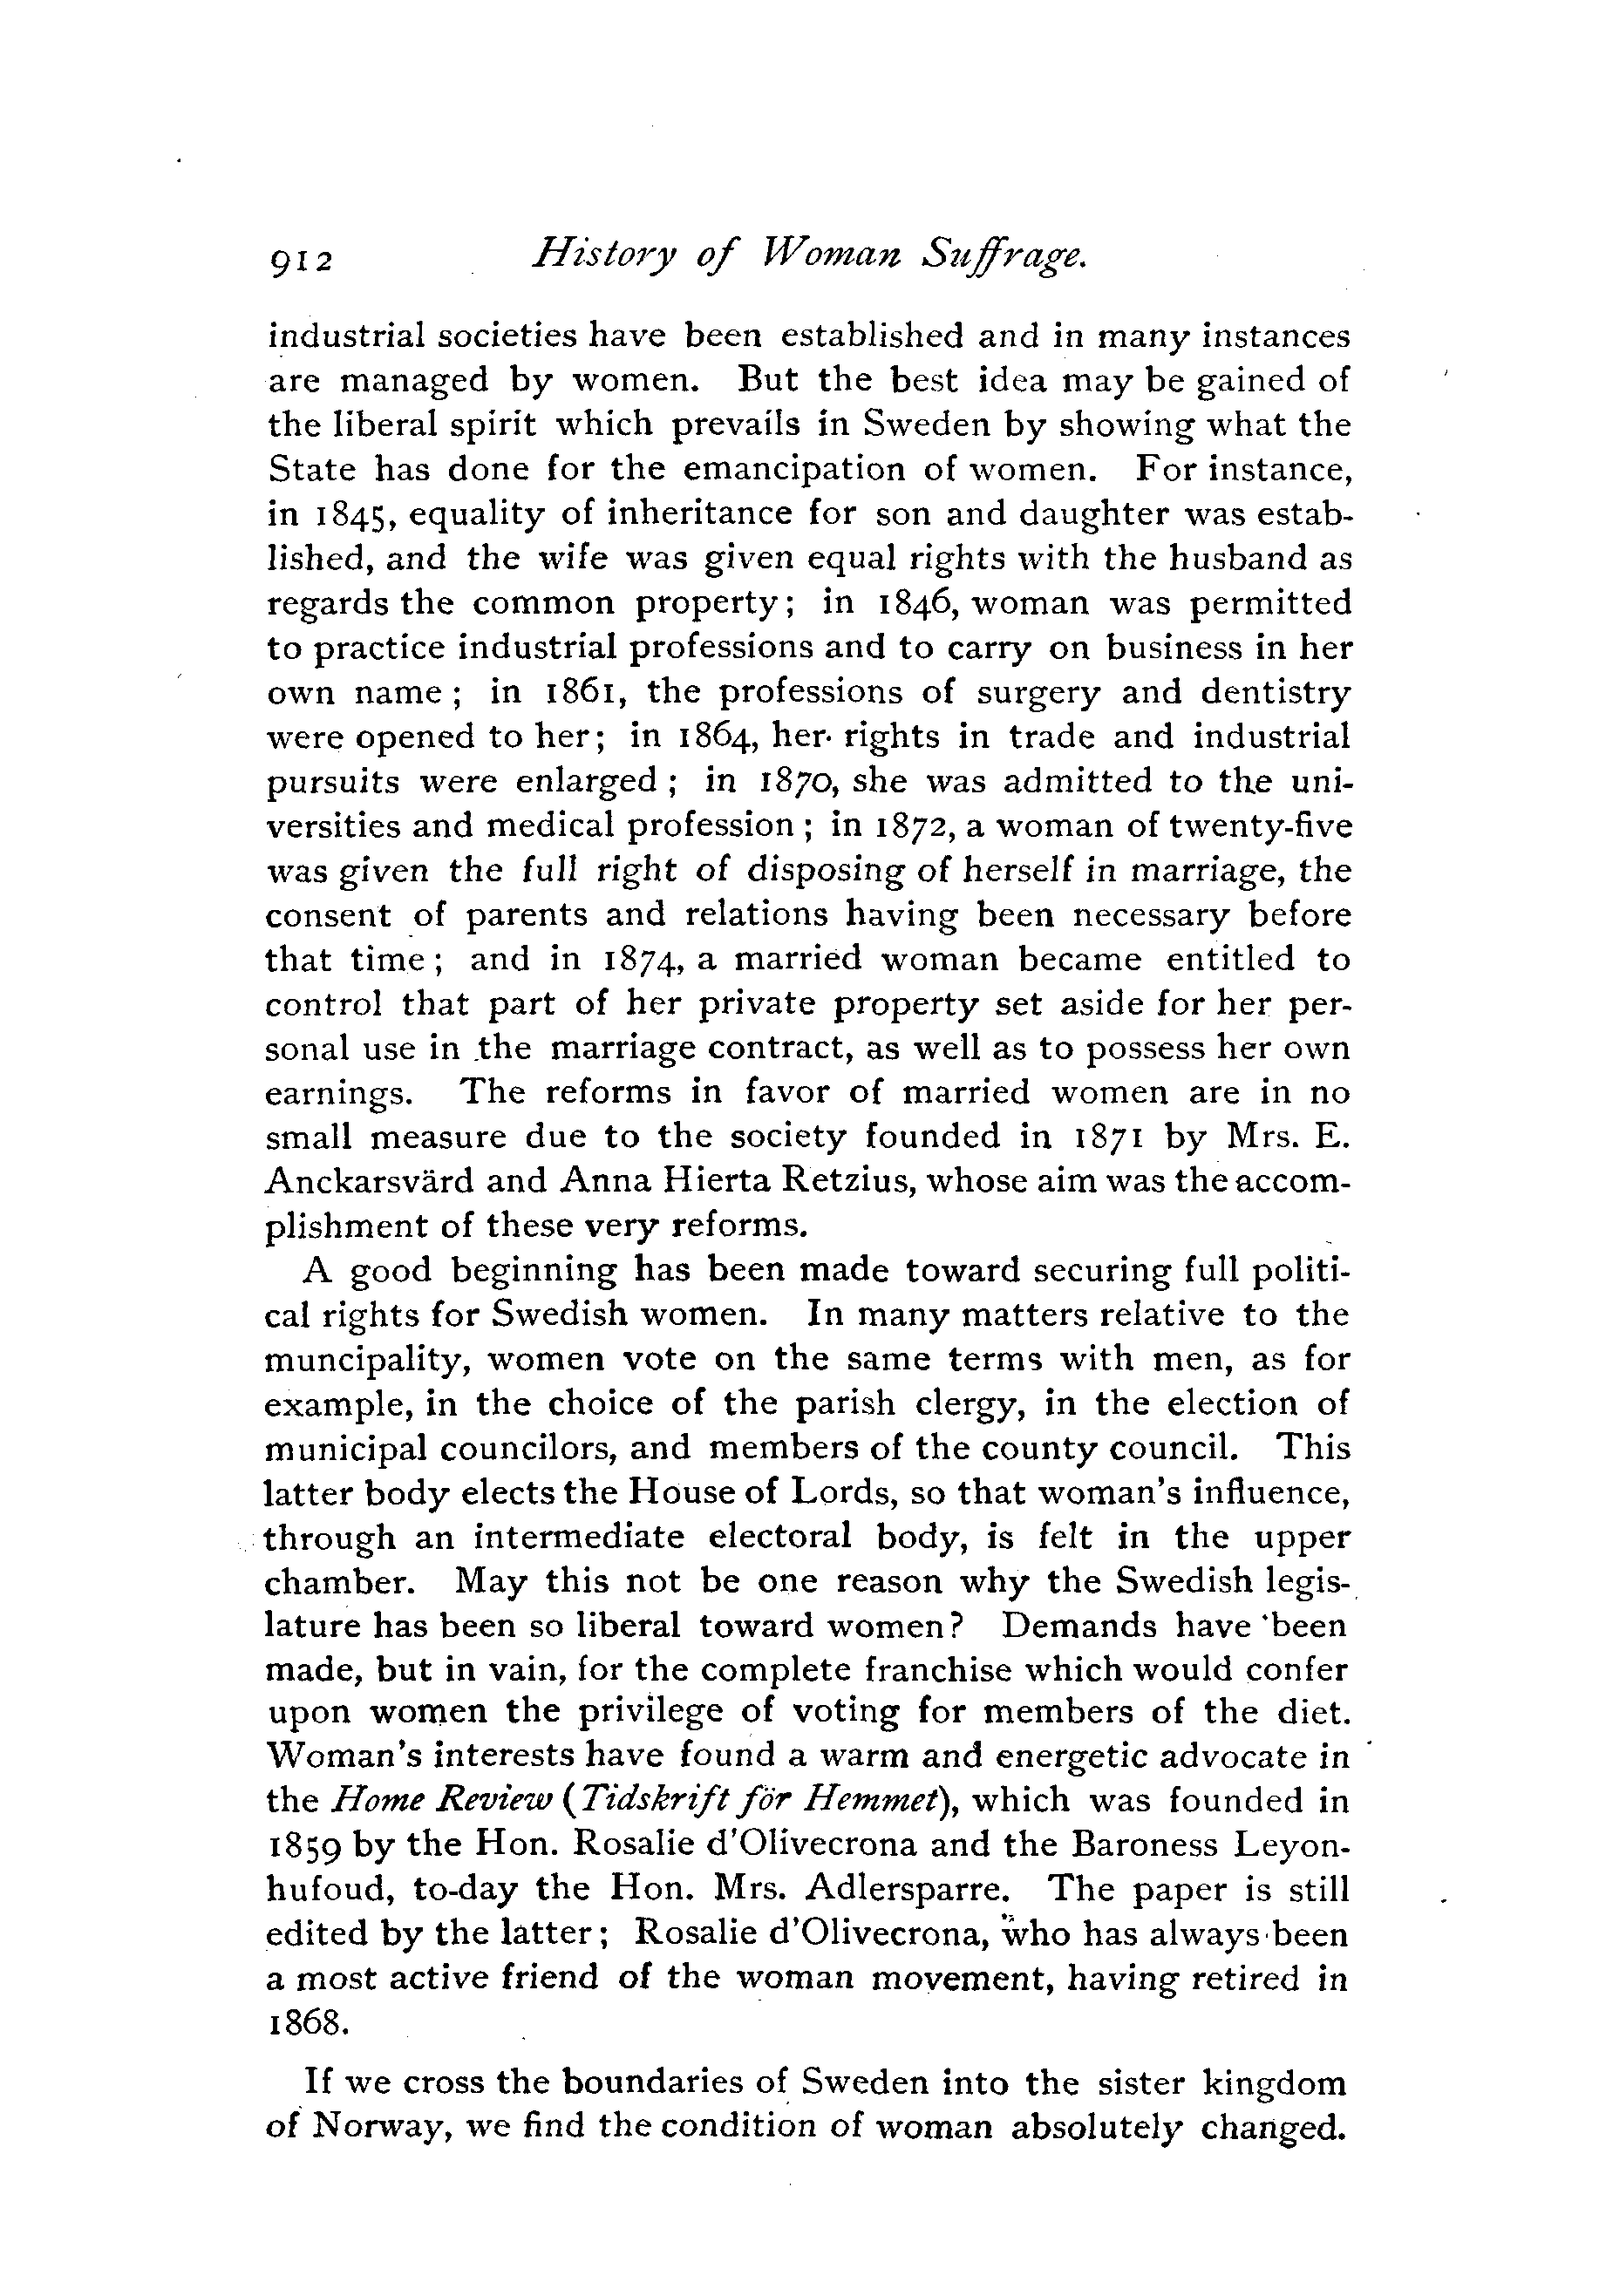 912 History of Woman Suffrage.
industrial societies have been established and in many instances
are managed by women. But the best idea may be gained of
the liberal spirit which prevails in Sweden by showing what the
State has done for the emancipation of women. For instance,
in 1845, equality of inheritance for son and daughter was estab-
lished, and the wife was given equal rights with the husband as
regards the common property; in 1846, woman was permitted
to practice industrial professions and to carry on business in her
own name; in 1861, the professions of surgery and dentistry
were opened to her; in 1864, her rights in trade and industrial
pursuits were enlarged; in 1870, she was admitted to the uni-
versities and medical profession; in 1872, a woman of twenty-five
was given the full right of disposing of herself in marriage, the
consent of parents and relations having been necessary before
that time; and in 1874, a married woman became entitled to
control that part of her private property set aside for her per-
sonal use in the marriage contract, as well as to possess her own
earnings. The reforms in favor of married women are in no
small measure due to the society founded in 1871 by Mrs. E.
Anckarsvärd and Anna Hierta Retzius, whose aim was the accom-
plishment of these very reforms.
A good beginning has been made toward securing full politi-
cal rights for Swedish women. In many matters relative to the
muncipality, women vote on the same terms with men, as for
example, in the choice of the parish clergy, in the election of
municipal councilors, and members of the county council. This
latter body elects the House of Lords, so that woman's influence,
through an intermediate electoral body, is felt in the upper
chamber. May this not be one reason why the Swedish legis-
lature has been so liberal toward women? Demands have been
made, but in vain, for the complete franchise which would confer
upon women the privilege of voting for members of the diet.
Woman's interests have found a warm and energetic advocate in
the Home Review (Tidskrift för Hemmet), which was founded in
1859 by the Hon. Rosalie d'Olivecrona and the Baroness Leyon-
hufoud, to-day the Hon. Mrs. Adlersparre. The paper is still
edited by the latter; Rosalie d'Olivecrona, who has always been
a most active friend of the woman movement, having retired in
1868.
If we cross the boundaries of Sweden into the sister kingdom
of Norway, we find the condition of woman absolutely changed.